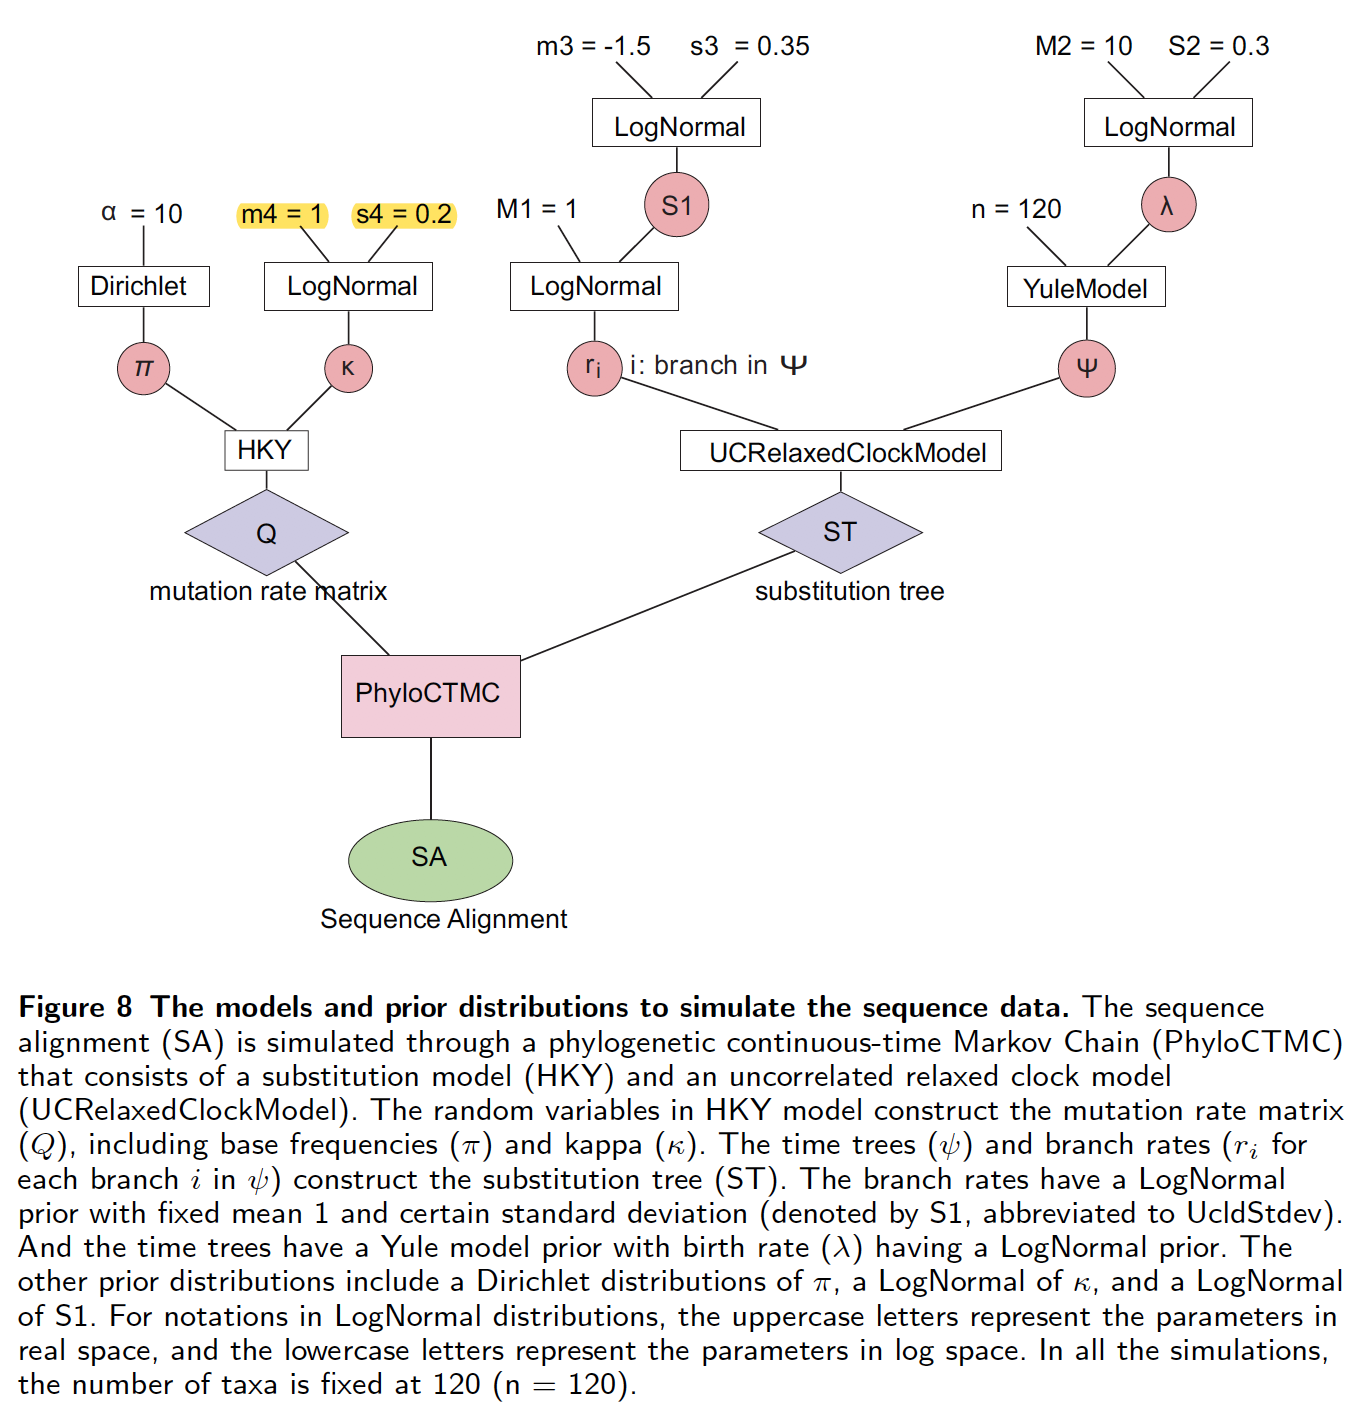 m3 = -1.5 s3 = 0.35 M2 = 10 S2 = 0.3
LogNormal LogNormal
α = 10 m4 = 1 s4 = 0.2 M1 = 1 S1 n = 120 λ
Dirichlet LogNormal LogNormal YuleModel
π κ ri i: branch in Ψ Ψ
HKY UCRelaxedClockModel
Q ST
mutation rate matrix substitution tree
PhyloCTMC
SA
Sequence Alignment
Figure 8 The models and prior distributions to simulate the sequence data. The sequence
alignment (SA) is simulated through a phylogenetic continuous-time Markov Chain (PhyloCTMC)
that consists of a substitution model (HKY) and an uncorrelated relaxed clock model
(UCRelaxedClockModel). The random variables in HKY model construct the mutation rate matrix
(Q), including base frequencies (π) and kappa (κ). The time trees (ψ) and branch rates (ri for
each branch i in ψ) construct the substitution tree (ST). The branch rates have a LogNormal
prior with fixed mean 1 and certain standard deviation (denoted by S1, abbreviated to UcldStdev).
And the time trees have a Yule model prior with birth rate (λ) having a LogNormal prior. The
other prior distributions include a Dirichlet distributions of π, a LogNormal of κ, and a LogNormal
of S1. For notations in LogNormal distributions, the uppercase letters represent the parameters in
real space, and the lowercase letters represent the parameters in log space. In all the simulations,
the number of taxa is fixed at 120 (n = 120).